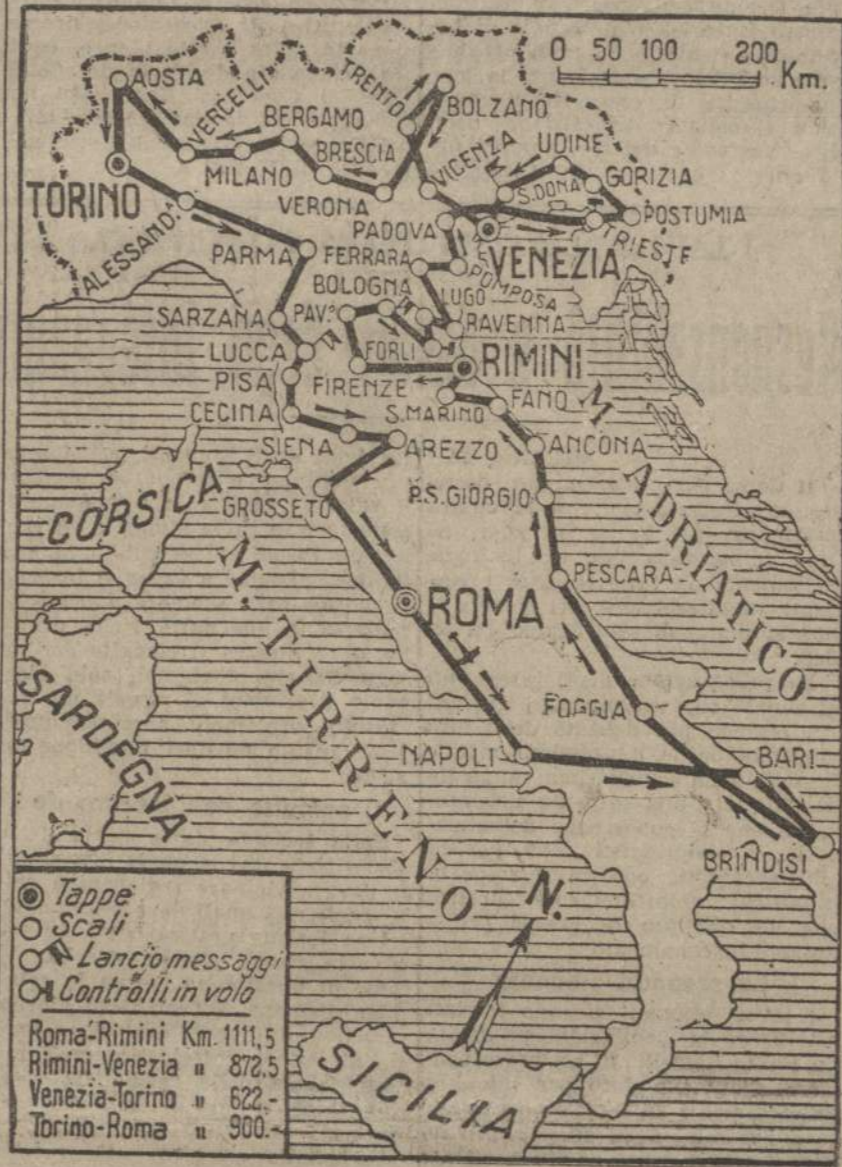 0 50 100 200
Km.
AOSTA
VERCELLI
TRENTO
BOLZANO
BERGAMO
BRESCIA
MILANO
VICENZA
UDINE
S. DONA
GORIZIA
TORINO
VERONA
PADOVA
POSTUMIA
TRIESTE
ALESSAND.ª
PARMA
FERRARA
VENEZIA
BOLOGNA
LUGO
POMPOSA
SARZANA
PAV.º
RAVENNA
LUCCA
FORLI
RIMINI
PISA
FIRENZE
CECINA
S. MARINO
FANO
SIENA
AREZZO
ANCONA
CORSICA
GROSSETO
P.S. GIORGIO
M. ADRIATICO
PESCARA
ROMA
M. TIRRENO
SARDEGNA
FOGGIA
NAPOLI
BARI
BRINDISI
N.
SICILIA
Tappe
Scali
Lancio messaggi
Controlli in volo
Roma-Rimini Km. 1111,5
Rimini-Venezia " 872.5
Venezia-Torino " 622.-
Torino-Roma " 900.-